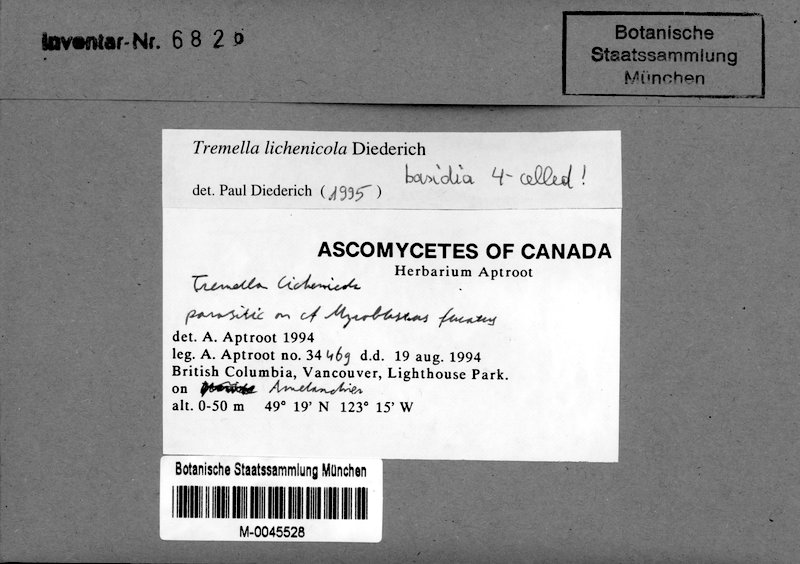 Inventar-Nr. 6820
Botanische
Staatssammlung
München
Tremella lichenicola Diederich
basidia 4-celled!
det. Paul Diederich (1995)
ASCOMYCETES OF CANADA
Herbarium Aptroot
Tremella lichenicola
parasitic on cf Mycoblastus fucatus
det. A. Aptroot 1994
leg. A. Aptroot no. 34469 d.d. 19 aug. 1994
British Columbia, Vancouver, Lighthouse Park.
on Amelanchier
alt. 0-50 m 49° 19' N 123° 15' W
Botanische Staatssammlung München
M-0045528